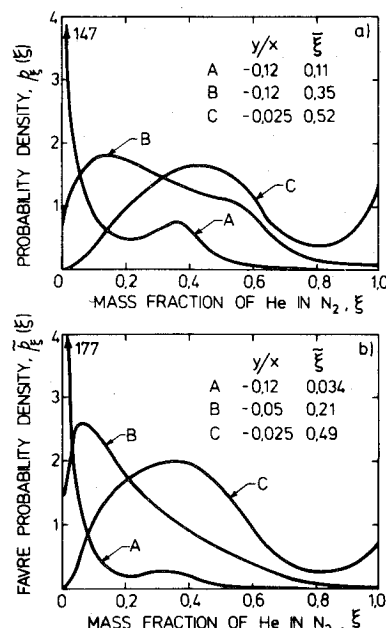 147
a)
y/x ξ̄
A -0,12 0,11
B -0,12 0,35
C -0,025 0,52
B
C
A
PROBABILITY DENSITY, p_ξ(ξ)
4
3
2
1
0 0,2 0,4 0,6 0,8 1,0
MASS FRACTION OF He IN N₂, ξ
177
b)
y/x ξ̃
A -0,12 0,034
B -0,05 0,21
C -0,025 0,49
B
C
A
FAVRE PROBABILITY DENSITY, p̃_ξ(ξ)
4
3
2
1
0 0,2 0,4 0,6 0,8 1,0
MASS FRACTION OF He IN N₂, ξ